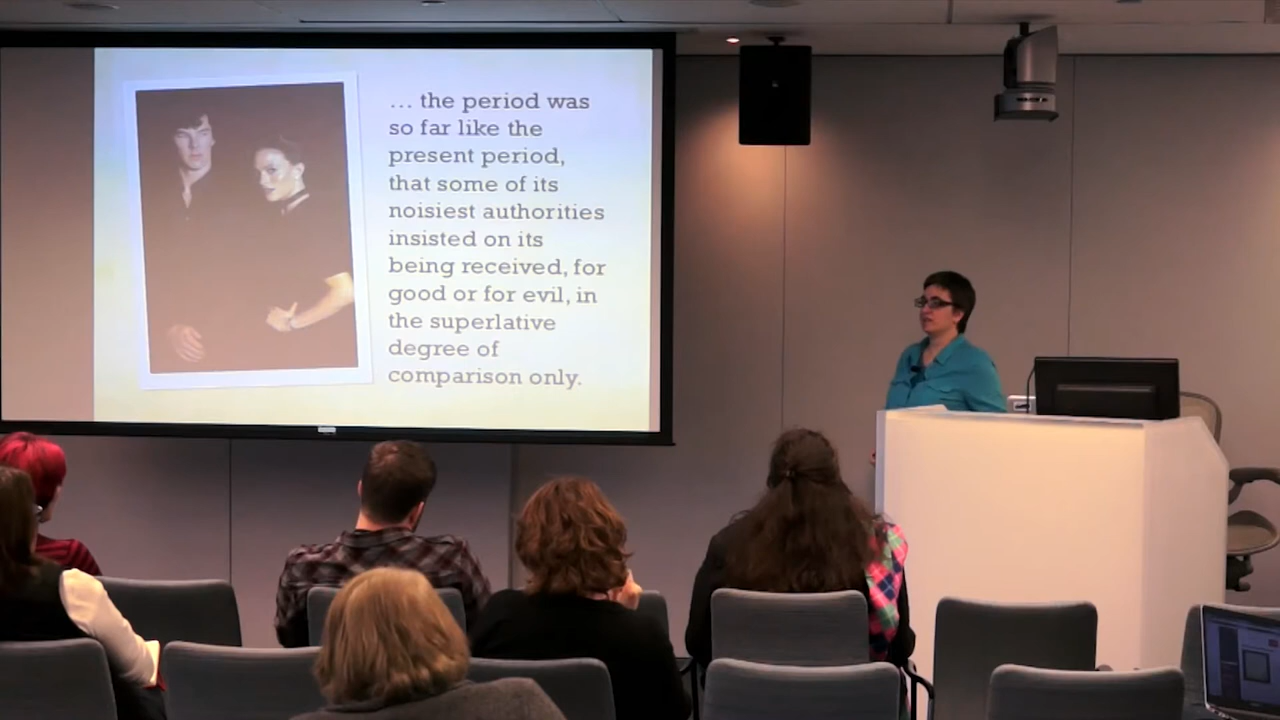 ... the period was
so far like the
present period,
that some of its
noisiest authorities
insisted on its
being received, for
good or for evil, in
the superlative
degree of
comparison only.